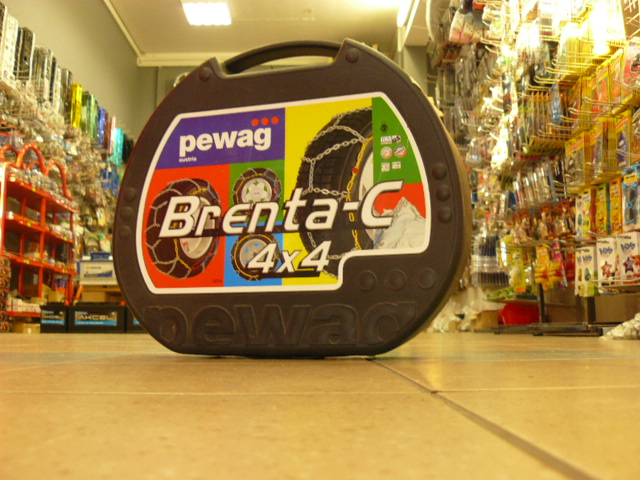 pewag
austria
Brenta-C
4x4
pewag